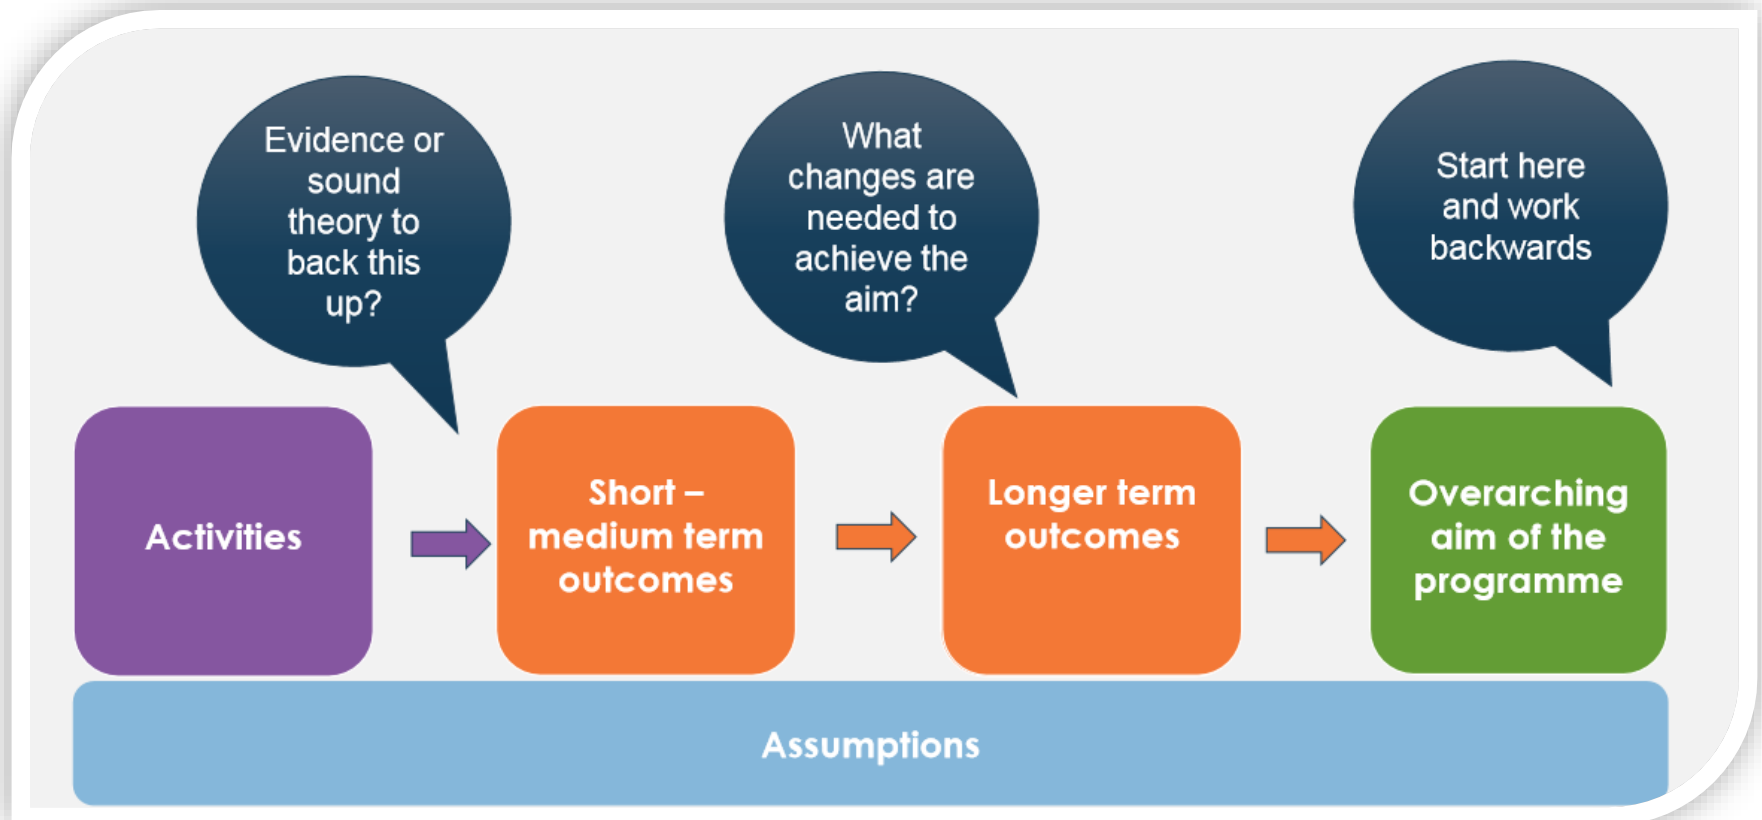 Evidence or
sound
theory to
back this
up?
What
changes are
needed to
achieve the
aim?
Start here
and work
backwards
Activities
Short –
medium term
outcomes
Longer term
outcomes
Overarching
aim of the
programme
Assumptions